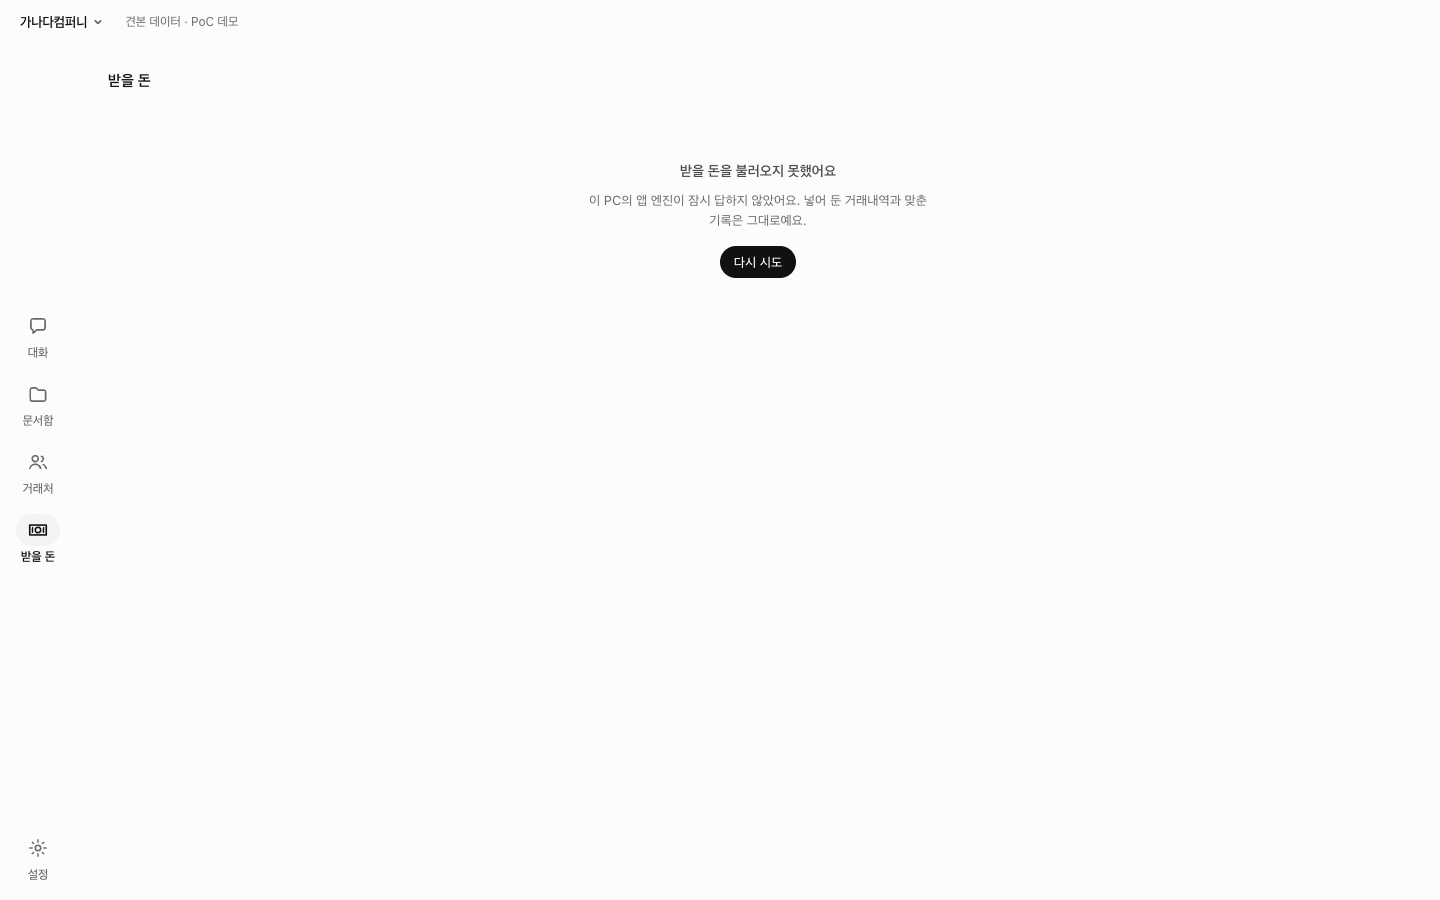 가나다컴퍼니
견본 데이터 · PoC 데모
받을 돈
받을 돈을 불러오지 못했어요
이 PC의 앱 엔진이 잠시 답하지 않았어요. 넣어 둔 거래내역과 맞춘
기록은 그대로예요.
다시 시도
대화
문서함
거래처
받을 돈
설정